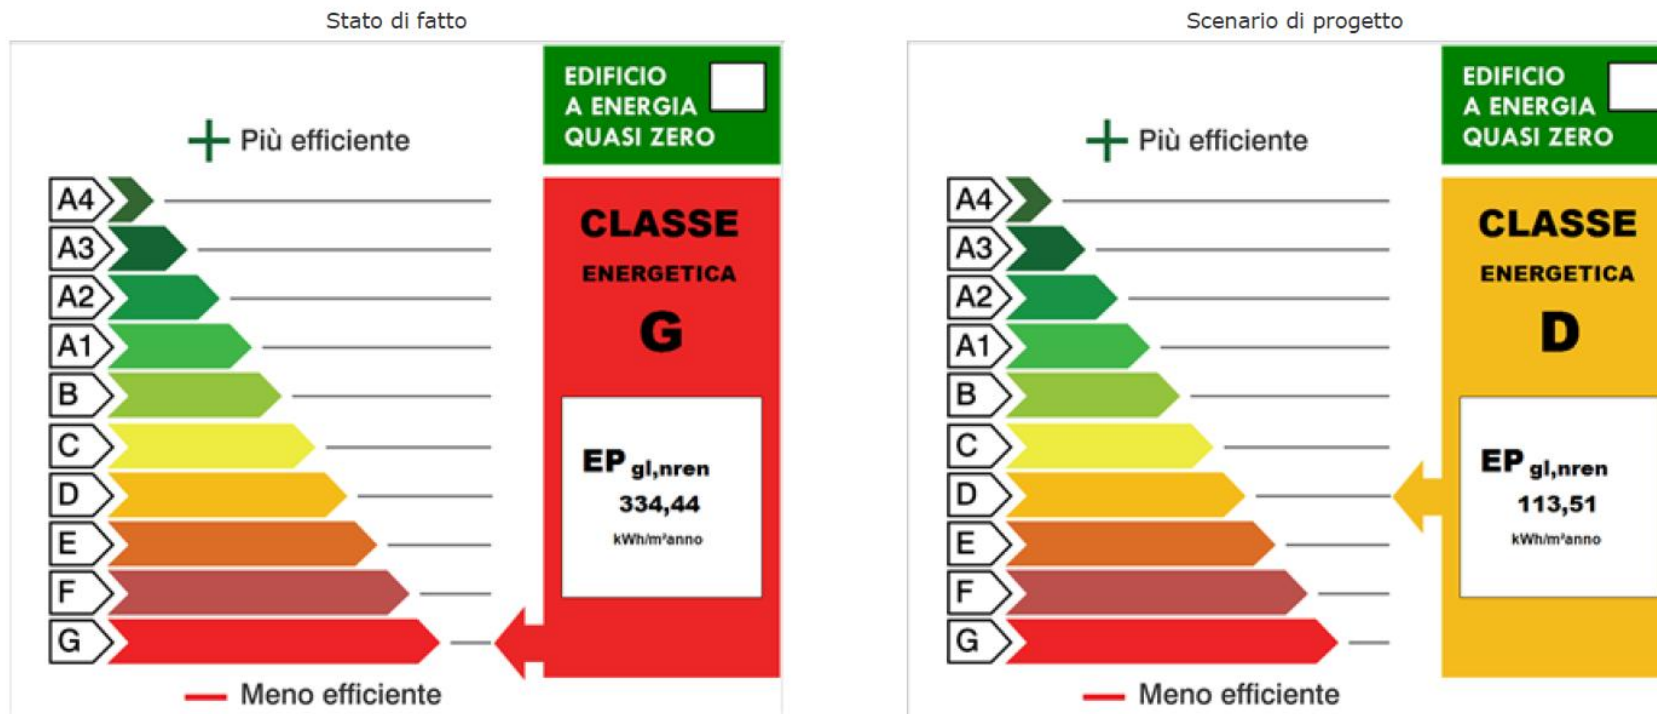 Stato di fatto
EDIFICIO
A ENERGIA
QUASI ZERO
Più efficiente
A4
A3
A2
A1
B
C
D
E
F
G
Meno efficiente
CLASSE
ENERGETICA
G
EP gl,nren
334,44
kWh/m²anno
Scenario di progetto
EDIFICIO
A ENERGIA
QUASI ZERO
Più efficiente
A4
A3
A2
A1
B
C
D
E
F
G
Meno efficiente
CLASSE
ENERGETICA
D
EP gl,nren
113,51
kWh/m²anno